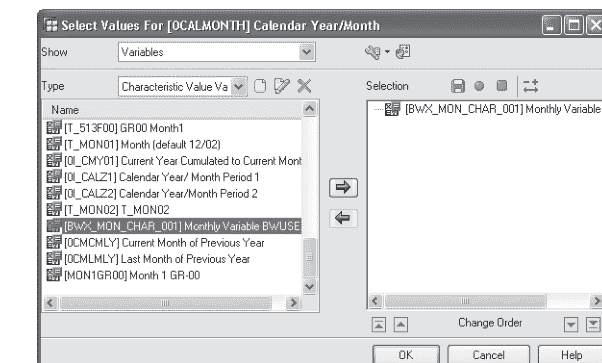 Select Values For [0CALMONTH] Calendar Year/Month
Show Variables
Type Characteristic Value Va Selection
Name
[T_513F00] GR00 Month1
[T_MON01] Month (default 12/02)
[0I_CMY01] Current Year Cumulated to Current Mont
[0I_CALZ1] Calendar Year/ Month Period 1
[0I_CALZ2] Calendar Year/Month Period 2
[T_MON02] T_MON02
[BWX_MON_CHAR_001] Monthly Variable BWUSE
[0CMCMLY] Current Month of Previous Year
[0CMLMLY] Last Month of Previous Year
[MON1GR00] Month 1 GR-00
[BWX_MON_CHAR_001] Monthly Variable
Change Order
OK Cancel Help